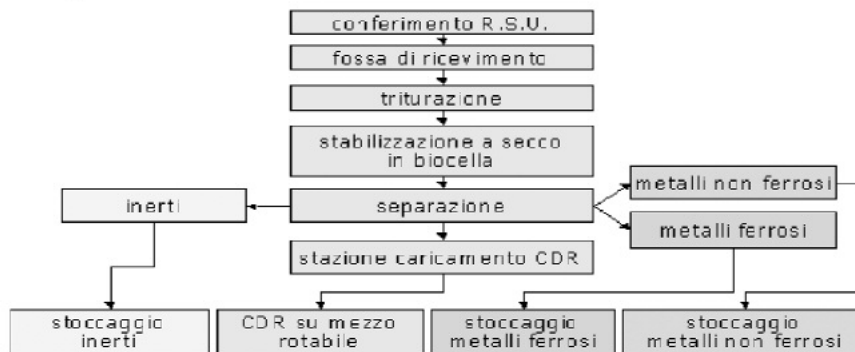 conferimento R.S.U.
fossa di ricevimento
triturazione
stabilizzazione a secco
in biocella
metalli non ferrosi
inerti
separazione
metalli ferrosi
stazione caricamento CDR
stoccaggio
inerti
CDR su mezzo
rotabile
stoccaggio
metalli ferrosi
stoccaggio
metalli non ferrosi